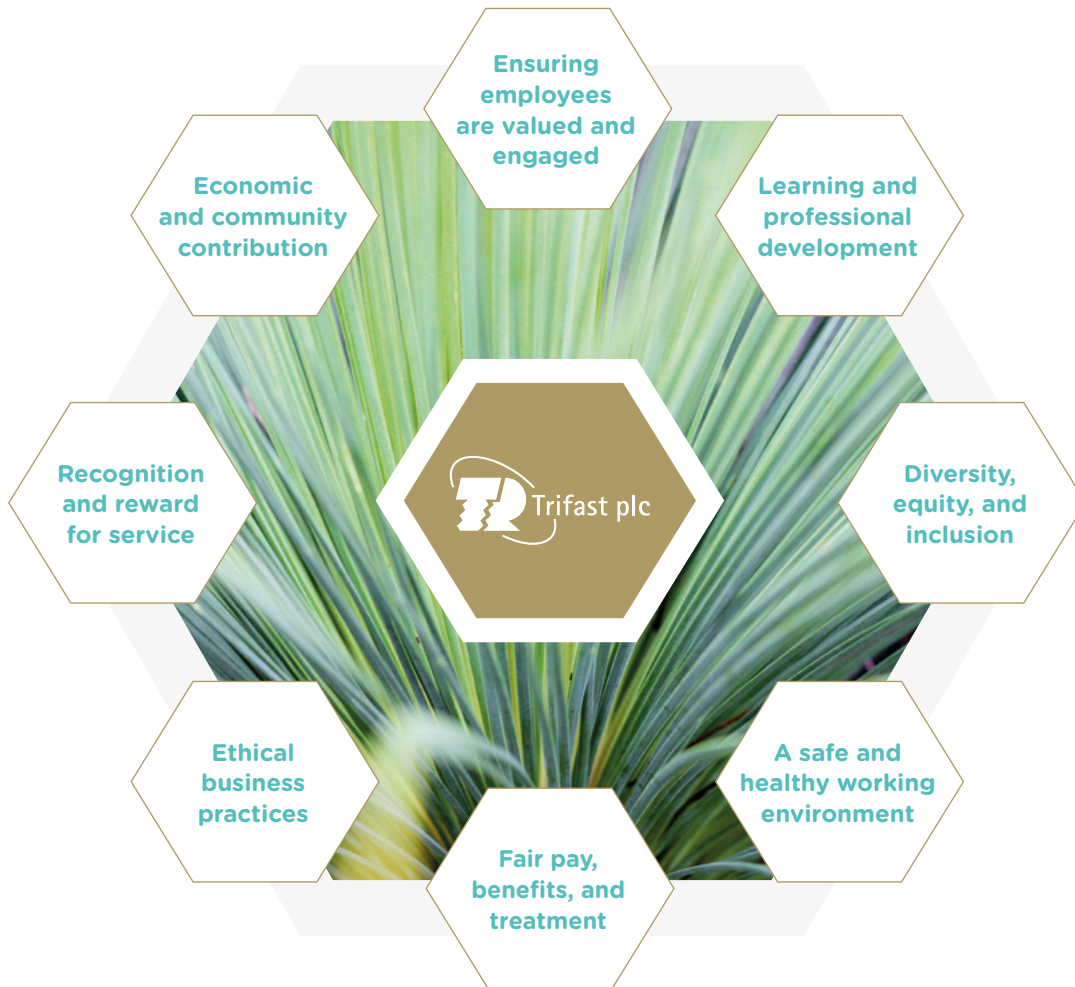 Ensuring
employees
are valued and
engaged
Economic
and community
contribution
Learning and
professional
development
Recognition
and reward
for service
TR Trifast plc
Diversity,
equity, and
inclusion
Ethical
business
practices
A safe and
healthy working
environment
Fair pay,
benefits, and
treatment